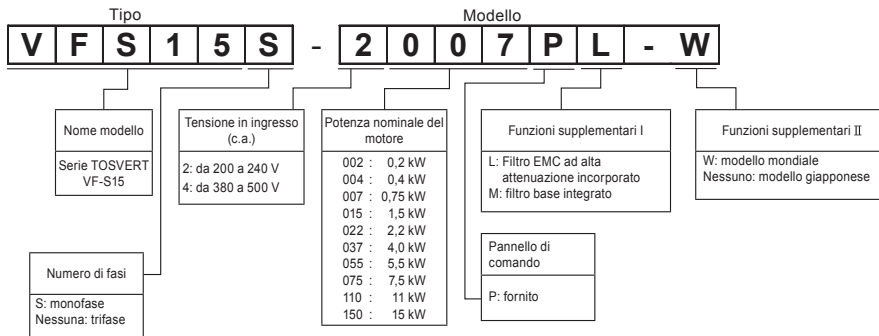 Tipo
Modello
V F S 1 5 S - 2 0 0 7 P L - W
Nome modello
Serie TOSVERT
VF-S15
Tensione in ingresso
(c.a.)
2: da 200 a 240 V
4: da 380 a 500 V
Potenza nominale del
motore
002 : 0,2 kW
004 : 0,4 kW
007 : 0,75 kW
015 : 1,5 kW
022 : 2,2 kW
037 : 4,0 kW
055 : 5,5 kW
075 : 7,5 kW
110 : 11 kW
150 : 15 kW
Funzioni supplementari I
L: Filtro EMC ad alta
attenuazione incorporato
M: filtro base integrato
Funzioni supplementari II
W: modello mondiale
Nessuno: modello giapponese
Numero di fasi
S: monofase
Nessuna: trifase
Pannello di
comando
P: fornito